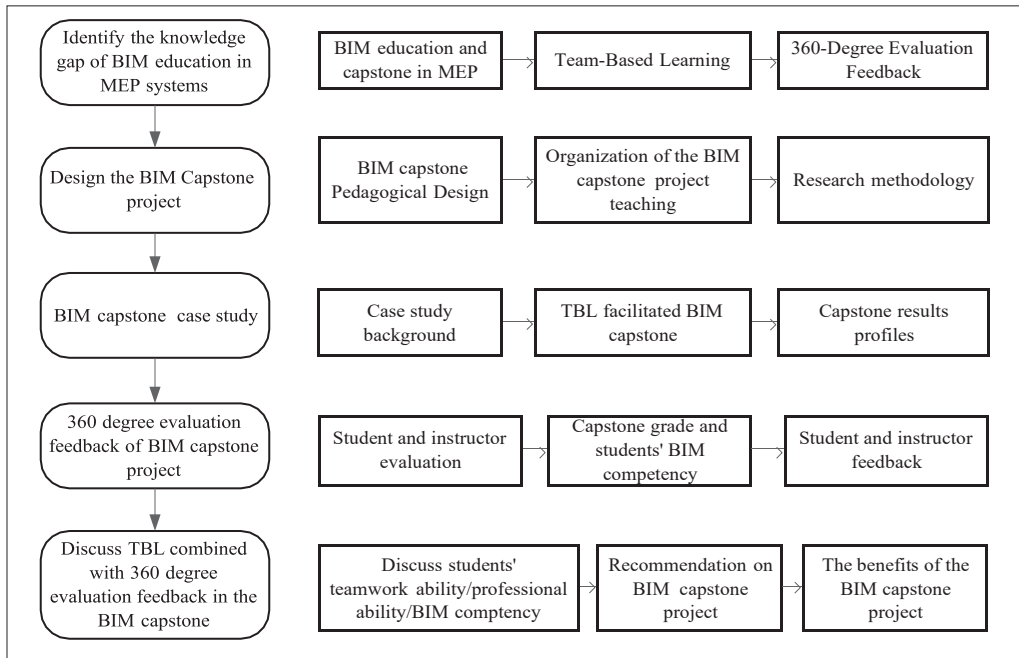 Identify the knowledge
gap of BIM education in
MEP systems
BIM education and
capstone in MEP
Team-Based Learning
360-Degree Evaluation
Feedback
Design the BIM Capstone
project
BIM capstone
Pedagogical Design
Organization of the BIM
capstone project
teaching
Research methodology
BIM capstone case study
Case study
background
TBL facilitated BIM
capstone
Capstone results
profiles
360 degree evaluation
feedback of BIM capstone
project
Student and instructor
evaluation
Capstone grade and
students' BIM
competency
Student and instructor
feedback
Discuss TBL combined
with 360 degree
evaluation feedback in the
BIM capstone
Discuss students'
teamwork ability/professional
ability/BIM comptency
Recommendation on
BIM capstone
project
The benefits of the
BIM capstone
project